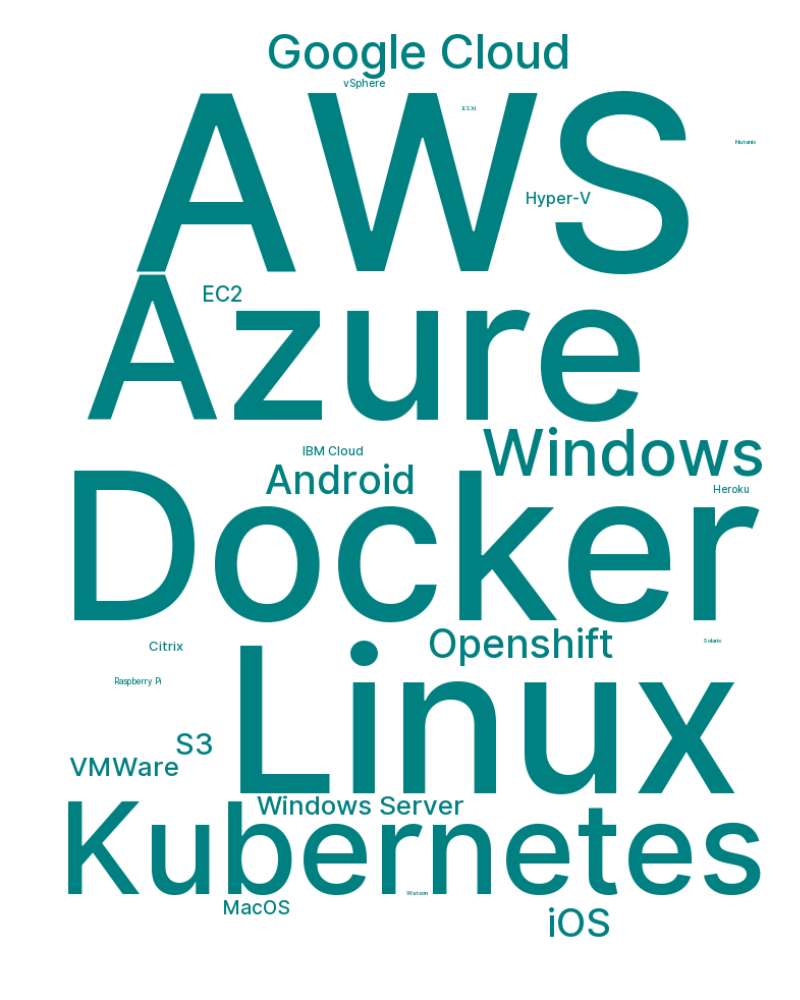 Google Cloud
vSphere
AWS
ESXi
Nutanix
Hyper-V
Azure
EC2
Windows
IBM Cloud
Android
Heroku
Docker
Openshift
Solaris
Citrix
Linux
Raspberry Pi
S3
VMWare
Windows Server
Kubernetes
Watson
MacOS
iOS